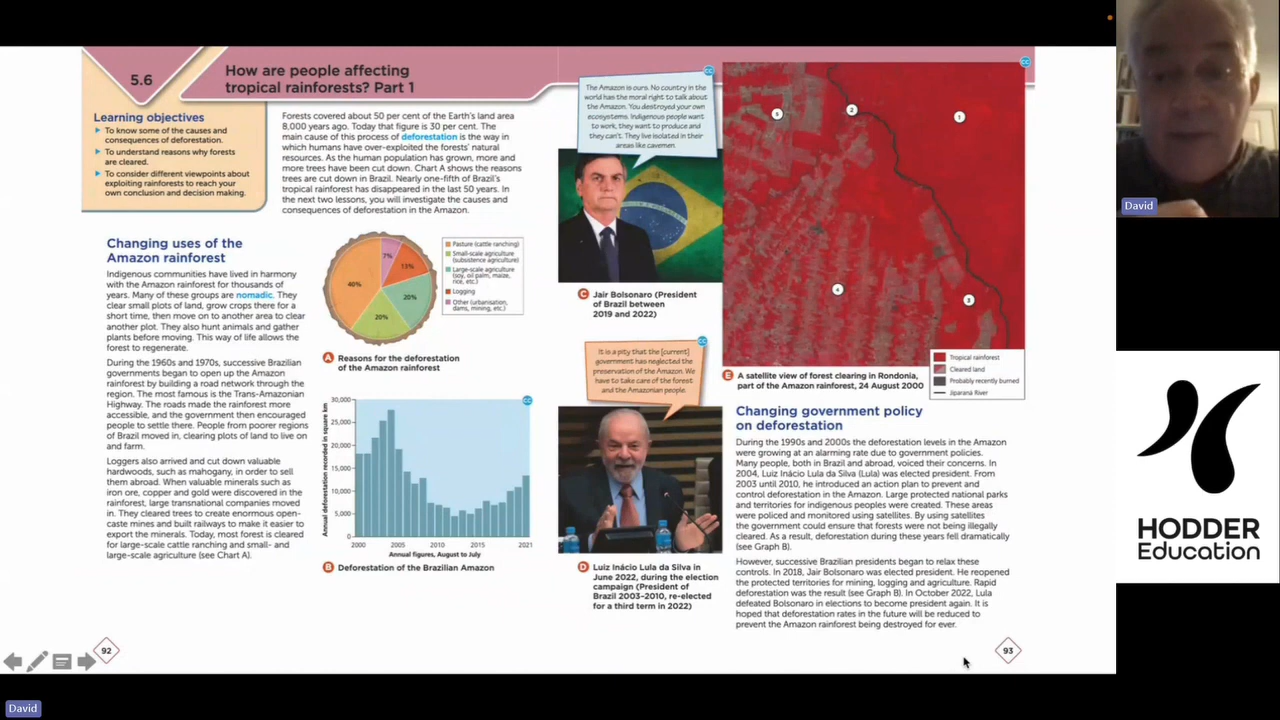 5.6
How are people affecting
tropical rainforests? Part 1
Learning objectives
To know some of the causes and
consequences of deforestation.
To understand reasons why forests
are cleared.
To consider different viewpoints about
exploiting rainforests to reach your
own conclusion and decision making.
Forests covered about 50 per cent of the Earth's land area
8,000 years ago. Today that figure is 30 per cent. The
main cause of this process of deforestation is the way in
which humans have over-exploited the forests' natural
resources. As the human population has grown, more and
more trees have been cut down. Chart A shows the reasons
trees are cut down in Brazil. Nearly one-fifth of Brazil's
tropical rainforest has disappeared in the last 50 years. In
the next two lessons, you will investigate the causes and
consequences of deforestation in the Amazon.
Changing uses of the
Amazon rainforest
Indigenous communities have lived in harmony
with the Amazon rainforest for thousands of
years. Many of these groups are nomadic. They
clear small plots of land, grow crops there for a
short time, then move on to another area to clear
another plot. They also hunt animals and gather
plants before moving. This way of life allows the
forest to regenerate.
During the 1960s and 1970s, successive Brazilian
governments began to open up the Amazon
rainforest by building a road network through the
region. The most famous is the Trans-Amazonian
Highway. The roads made the rainforest more
accessible, and the government then encouraged
people to settle there. People from poorer regions
of Brazil moved in, clearing plots of land to live on
and farm.
Loggers also arrived and cut down valuable
hardwoods, such as mahogany, in order to sell
them abroad. When valuable minerals such as
iron ore, copper and gold were discovered in the
rainforest, large transnational companies moved
in. They cleared trees to create enormous open-
caste mines and built railways to make it easier to
export the minerals. Today, most forest is cleared
for large-scale cattle ranching and small- and
large-scale agriculture (see Chart A).
7%
13%
40%
20%
20%
Pasture (cattle ranching)
Small-scale agriculture
(subsistence agriculture)
Large-scale agriculture
(soy, oil palm, maize,
rice, etc.)
Logging
Other (urbanisation,
dams, mining, etc.)
A Reasons for the deforestation
of the Amazon rainforest
CC
Annual deforestation recorded in square km
30,000
25,000
20,000
15,000
10,000
5,000
0
2000
2005
2010
2015
2021
Annual figures, August to July
B Deforestation of the Brazilian Amazon
92
CC
The Amazon is ours. No country in the
world has the moral right to talk about
the Amazon. You destroyed your own
ecosystems. Indigenous people want
to work, they want to produce and
they can't. They live isolated in their
areas like cavemen.
C Jair Bolsonaro (President
of Brazil between
2019 and 2022)
CC
It is a pity that the [current]
government has neglected the
preservation of the Amazon. We
have to take care of the forest
and the Amazonian people.
D Luiz Inácio Lula da Silva in
June 2022, during the election
campaign (President of
Brazil 2003–2010, re-elected
for a third term in 2022)
CC
5
2
1
4
3
Tropical rainforest
Cleared land
Probably recently burned
Jiparaná River
E A satellite view of forest clearing in Rondonia,
part of the Amazon rainforest, 24 August 2000
Changing government policy
on deforestation
During the 1990s and 2000s the deforestation levels in the Amazon
were growing at an alarming rate due to government policies.
Many people, both in Brazil and abroad, voiced their concerns. In
2004, Luiz Inácio Lula da Silva (Lula) was elected president. From
2003 until 2010, he introduced an action plan to prevent and
control deforestation in the Amazon. Large protected national parks
and territories for indigenous peoples were created. These areas
were policed and monitored using satellites. By using satellites
the government could ensure that forests were not being illegally
cleared. As a result, deforestation during these years fell dramatically
(see Graph B).
However, successive Brazilian presidents began to relax these
controls. In 2018, Jair Bolsonaro was elected president. He reopened
the protected territories for mining, logging and agriculture. Rapid
deforestation was the result (see Graph B). In October 2022, Lula
defeated Bolsonaro in elections to become president again. It is
hoped that deforestation rates in the future will be reduced to
prevent the Amazon rainforest being destroyed for ever.
93
David
HODDER
Education
David